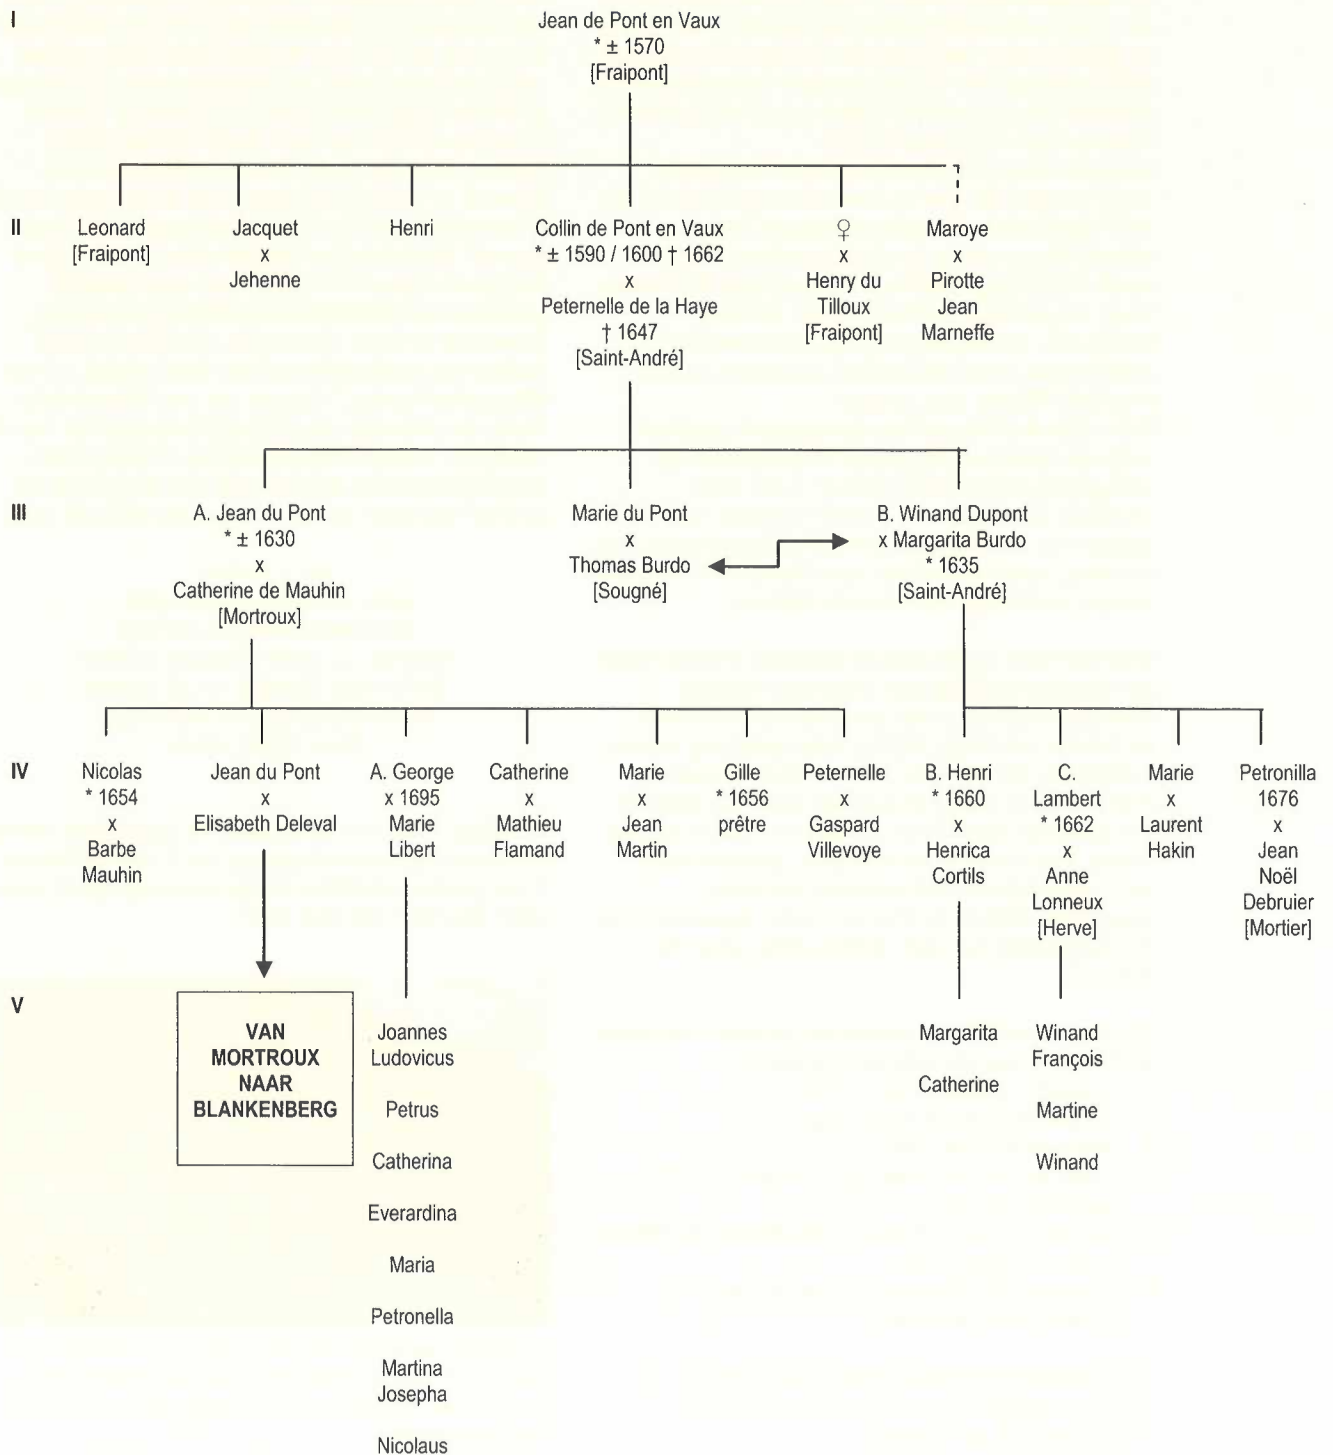 I
Jean de Pont en Vaux
* ± 1570
[Fraipont]
II
Leonard
[Fraipont]
Jacquet
x
Jehenne
Henri
Collin de Pont en Vaux
* ± 1590 / 1600 † 1662
x
Peternelle de la Haye
† 1647
[Saint-André]
♀
x
Henry du
Tilloux
[Fraipont]
Maroye
x
Pirotte
Jean
Marneffe
III
A. Jean du Pont
* ± 1630
x
Catherine de Mauhin
[Mortroux]
Marie du Pont
x
Thomas Burdo
[Sougné]
B. Winand Dupont
x Margarita Burdo
* 1635
[Saint-André]
IV
Nicolas
* 1654
x
Barbe
Mauhin
Jean du Pont
x
Elisabeth Deleval
A. George
x 1695
Marie
Libert
Catherine
x
Mathieu
Flamand
Marie
x
Jean
Martin
Gille
* 1656
prêtre
Peternelle
x
Gaspard
Villevoye
B. Henri
* 1660
x
Henrica
Cortils
C.
Lambert
* 1662
x
Anne
Lonneux
[Herve]
Marie
x
Laurent
Hakin
Petronilla
1676
x
Jean
Noël
Debruier
[Mortier]
V
VAN
MORTROUX
NAAR
BLANKENBERG
Joannes
Ludovicus
Petrus
Catherina
Everardina
Maria
Petronella
Martina
Josepha
Nicolaus
Margarita
Catherine
Winand
François
Martine
Winand